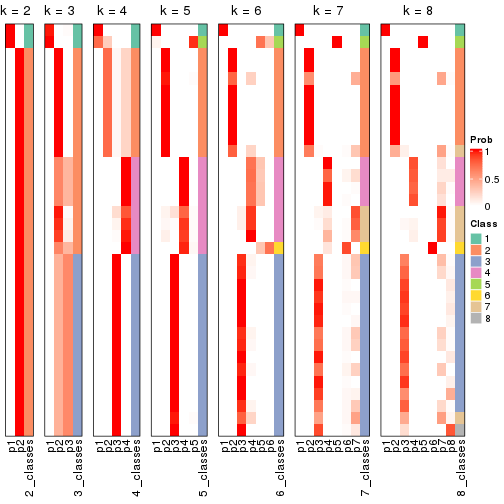 k = 2 k = 3 k = 4 k = 5 k = 6 k = 7 k = 8
Prob
1
0.5
0
Class
1
2
3
4
5
6
7
8
p1 p2 2_classes
p1 p2 p3 3_classes
p1 p2 p3 p4 4_classes
p1 p2 p3 p4 p5 5_classes
p1 p2 p3 p4 p5 p6 6_classes
p1 p2 p3 p4 p5 p6 p7 7_classes
p1 p2 p3 p4 p5 p6 p7 p8 8_classes